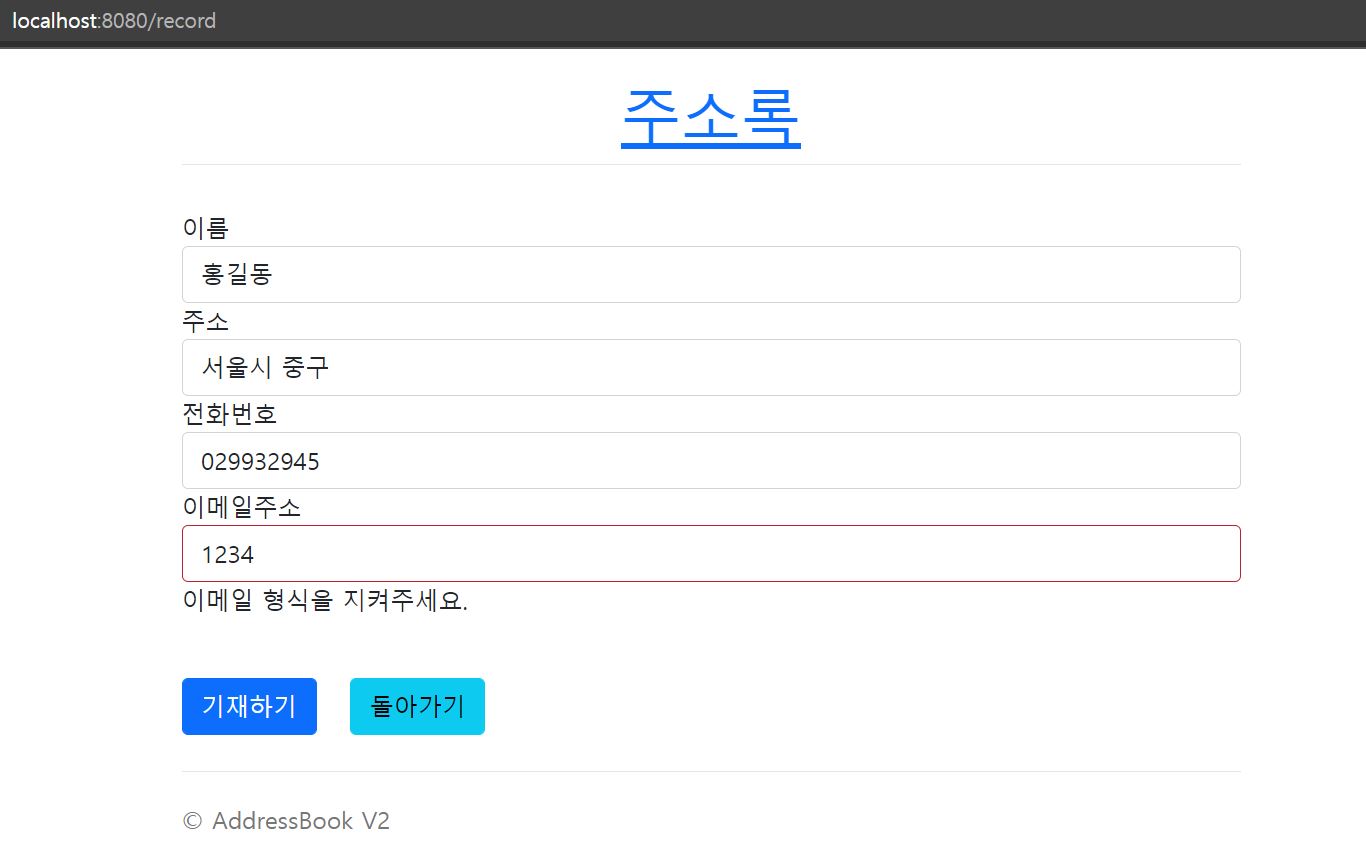 localhost:8080/record
주소록
이름
홍길동
주소
서울시 중구
전화번호
029932945
이메일주소
1234
이메일 형식을 지켜주세요.
기재하기 돌아가기
© AddressBook V2